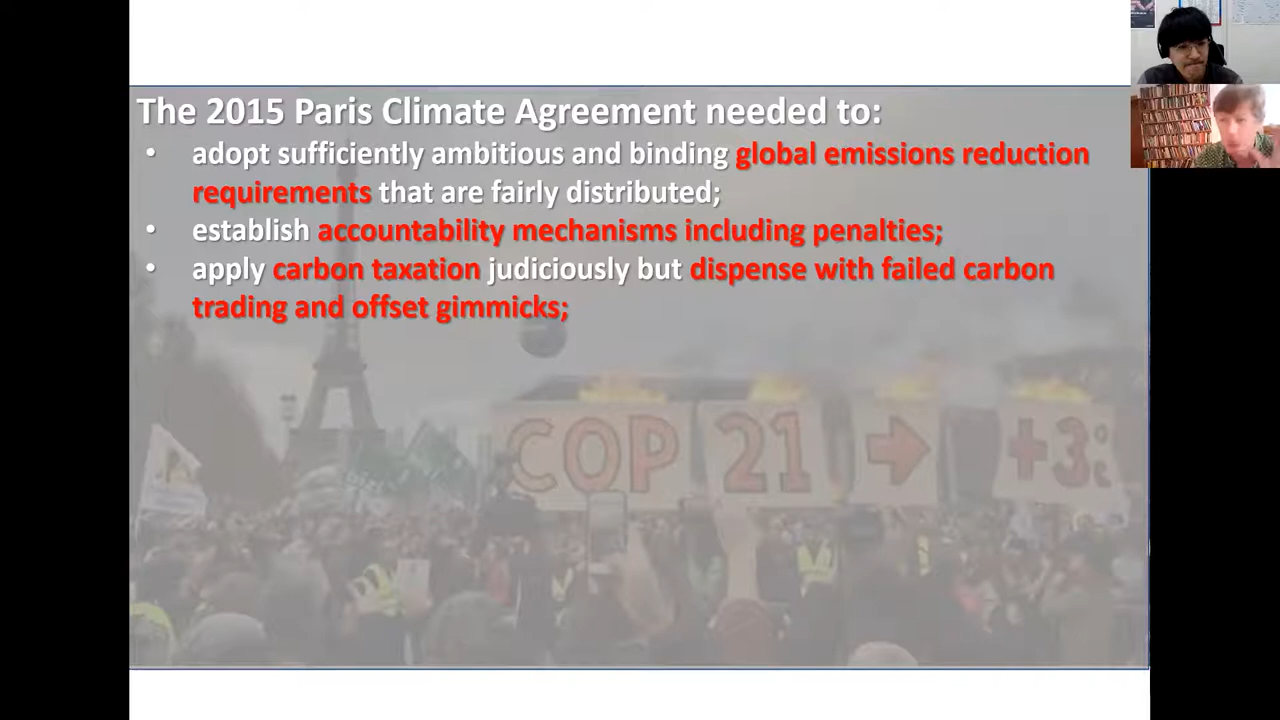 The 2015 Paris Climate Agreement needed to:
• adopt sufficiently ambitious and binding global emissions reduction
requirements that are fairly distributed;
• establish accountability mechanisms including penalties;
• apply carbon taxation judiciously but dispense with failed carbon
trading and offset gimmicks;
COP 21 → +3°